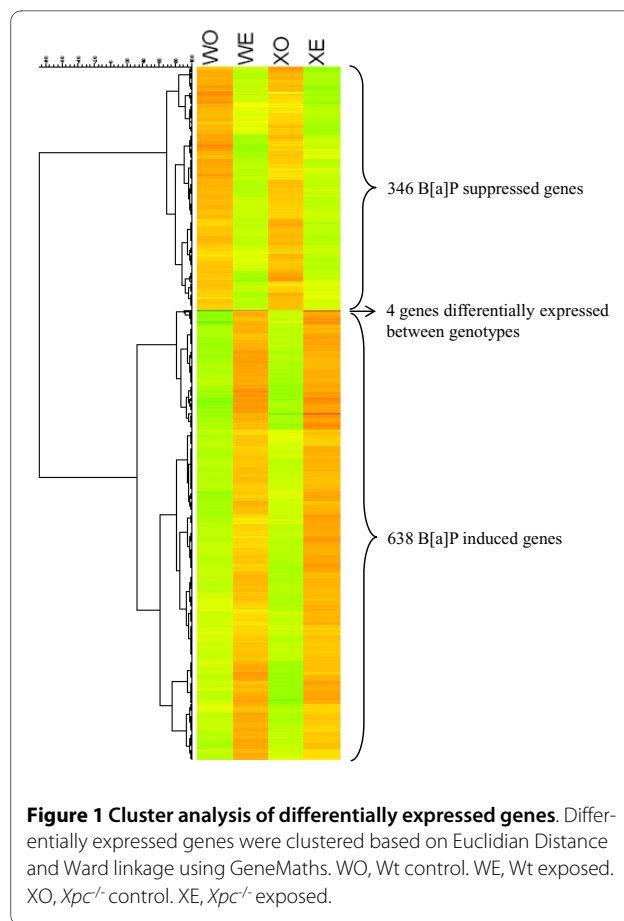 WO WE XO XE
346 B[a]P suppressed genes
4 genes differentially expressed
between genotypes
638 B[a]P induced genes
Figure 1 Cluster analysis of differentially expressed genes. Differ-
entially expressed genes were clustered based on Euclidian Distance
and Ward linkage using GeneMaths. WO, Wt control. WE, Wt exposed.
XO, Xpc-/- control. XE, Xpc-/- exposed.